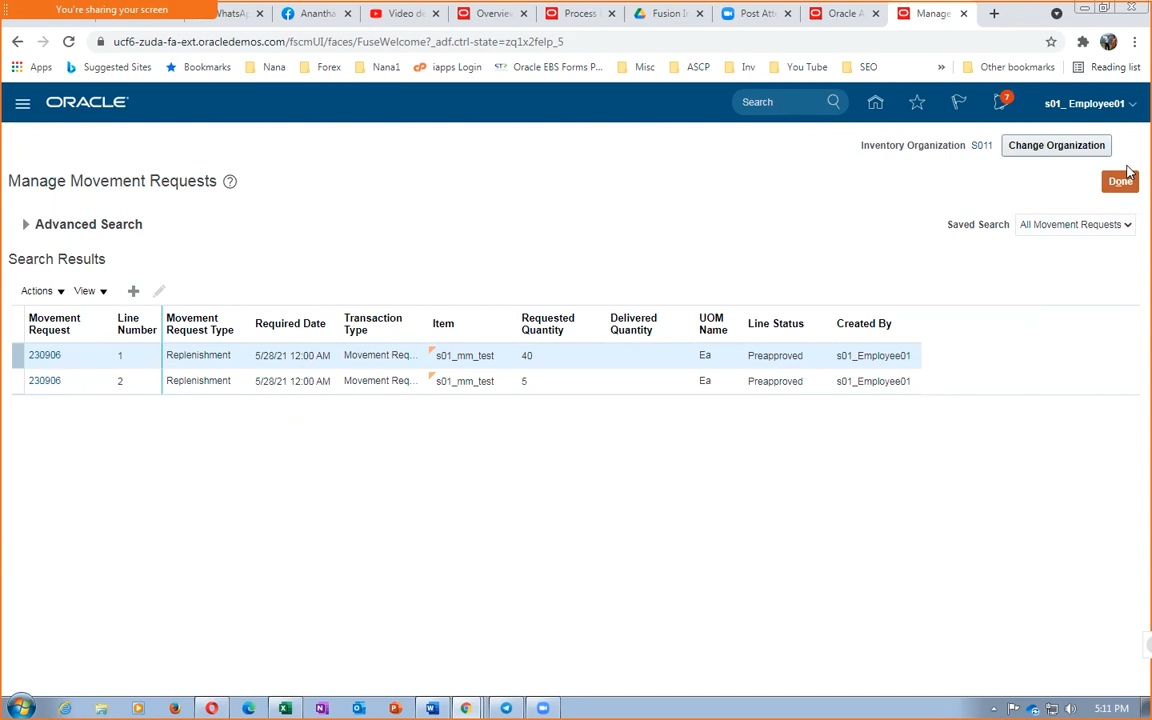 You're sharing your screen
WhatsA
Anantha
Video de
Overview
Process
Fusion I
Post Att
Oracle A
Manage
ucf6-zuda-fa-ext.oracledemos.com/fscmUI/faces/FuseWelcome?_adf.ctrl-state=zq1x2felp_5
Apps Suggested Sites Bookmarks Nana Forex Nana1 iapps Login Oracle EBS Forms P... Misc ASCP Inv You Tube SEO » Other bookmarks Reading list
ORACLE Search 7 s01_ Employee01
Inventory Organization S011 Change Organization
Manage Movement Requests ?
Done
Advanced Search Saved Search All Movement Requests
Search Results
Actions View
Movement Request Line Number Movement Request Type Required Date Transaction Type Item Requested Quantity Delivered Quantity UOM Name Line Status Created By
230906 1 Replenishment 5/28/21 12:00 AM Movement Req... s01_mm_test 40 Ea Preapproved s01_Employee01
230906 2 Replenishment 5/28/21 12:00 AM Movement Req... s01_mm_test 5 Ea Preapproved s01_Employee01
5:11 PM